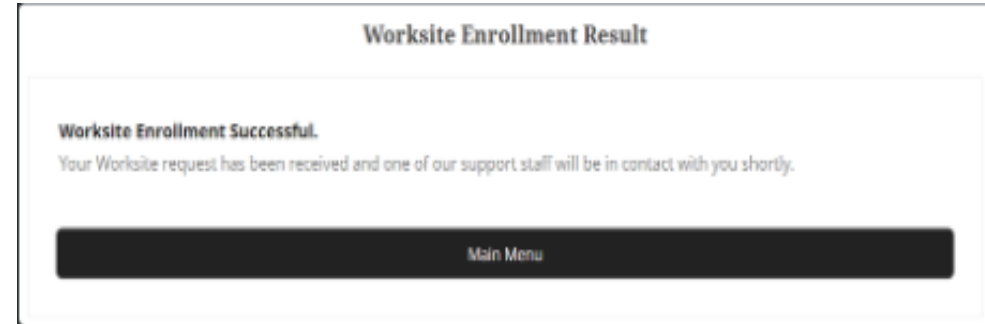 Worksite Enrollment Result
Worksite Enrollment Successful.
Your Worksite request has been received and one of our support staff will be in contact with you shortly.
Main Menu